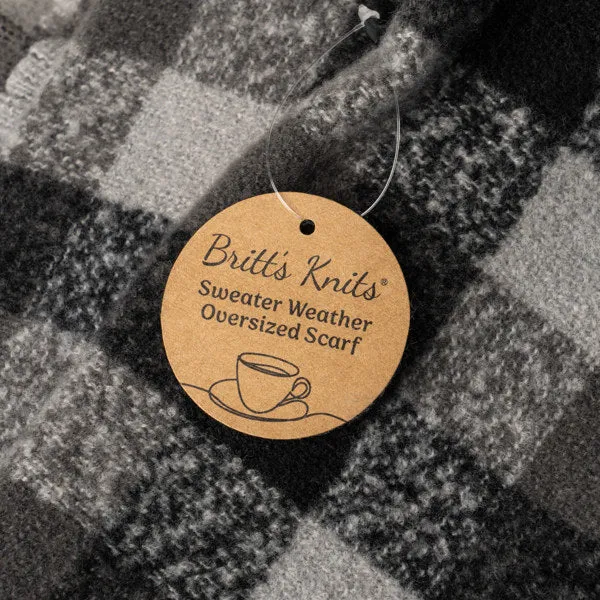 Britt's Knits®
Sweater Weather
Oversized Scarf